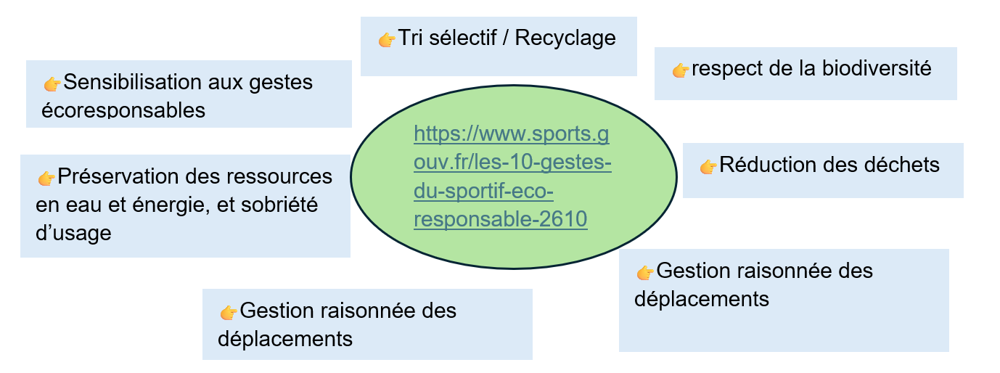 👉Tri sélectif / Recyclage
👉respect de la biodiversité
👉Sensibilisation aux gestes
écoresponsables
https://www.sports.g
ouv.fr/les-10-gestes-
du-sportif-eco-
responsable-2610
👉Réduction des déchets
👉Préservation des ressources
en eau et énergie, et sobriété
d’usage
👉Gestion raisonnée des
déplacements
👉Gestion raisonnée des
déplacements